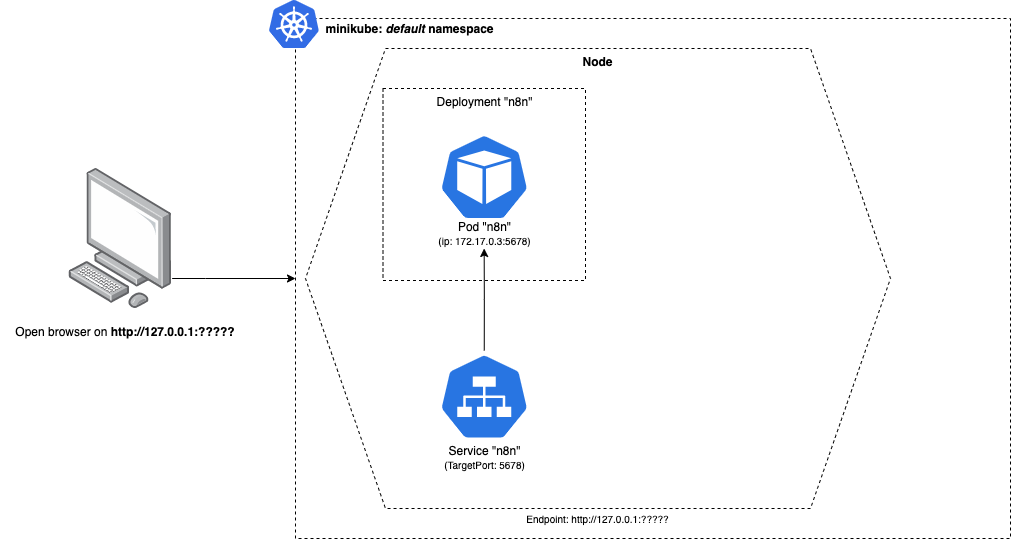 minikube: default namespace
Node
Deployment "n8n"
Pod "n8n"
(ip: 172.17.0.3:5678)
Open browser on http://127.0.0.1:?????
Service "n8n"
(TargetPort: 5678)
Endpoint: http://127.0.0.1:?????